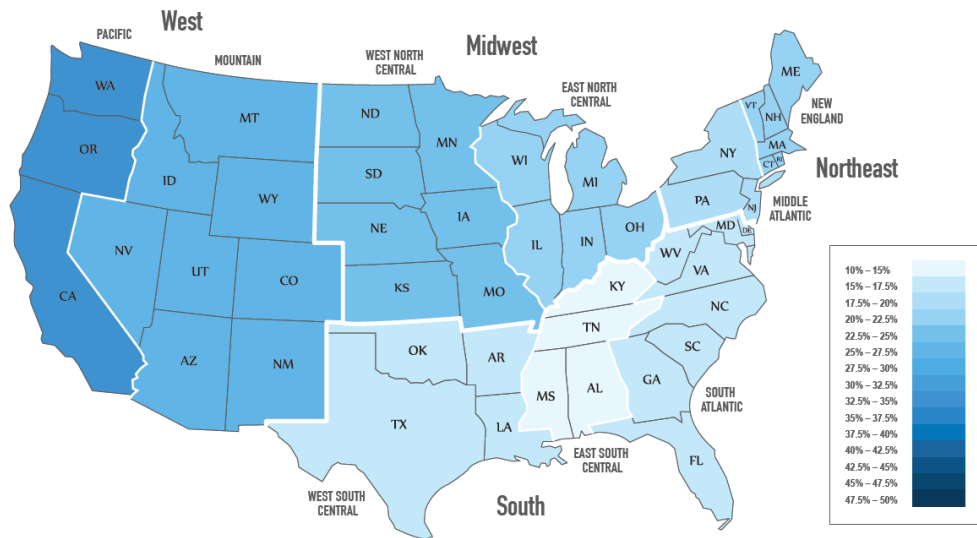 West
PACIFIC
MOUNTAIN
WEST NORTH
CENTRAL
Midwest
EAST NORTH
CENTRAL
NEW
ENGLAND
Northeast
MIDDLE
ATLANTIC
WA
OR
CA
MT
ID
WY
NV
UT
CO
AZ
NM
ND
SD
NE
KS
MN
IA
MO
WI
MI
IL
IN
OH
ME
VT
NH
MA
CT
RI
NY
PA
NJ
MD
DE
WV
VA
KY
TN
NC
SC
GA
FL
MS
AL
OK
AR
TX
LA
SOUTH
ATLANTIC
EAST SOUTH
CENTRAL
WEST SOUTH
CENTRAL
South
10% – 15%
15% – 17.5%
17.5% – 20%
20% – 22.5%
22.5% – 25%
25% – 27.5%
27.5% – 30%
30% – 32.5%
32.5% – 35%
35% – 37.5%
37.5% – 40%
40% – 42.5%
42.5% – 45%
45% – 47.5%
47.5% – 50%